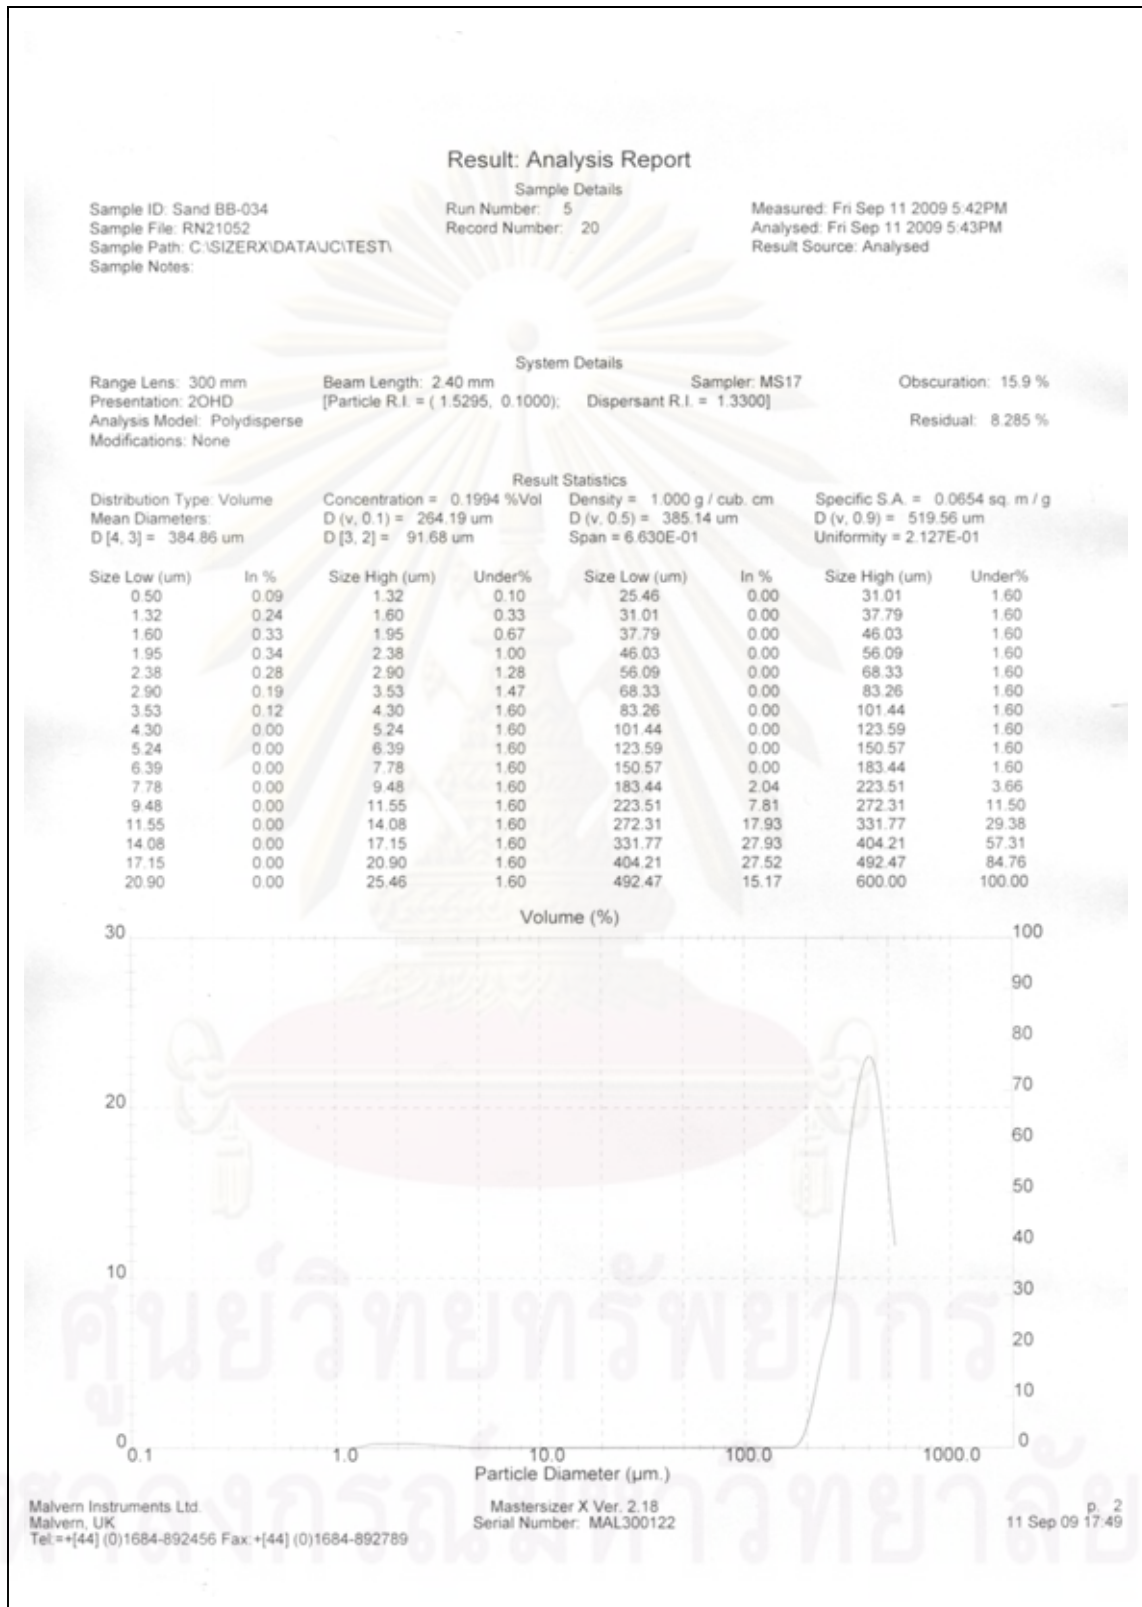 Result: Analysis Report
Sample Details
Sample ID: Sand BB-034 Run Number: 5 Measured: Fri Sep 11 2009 5:42PM
Sample File: RN21052 Record Number: 20 Analysed: Fri Sep 11 2009 5:43PM
Sample Path: C:\SIZERX\DATA\JC\TEST\ Result Source: Analysed
Sample Notes:
System Details
Range Lens: 300 mm Beam Length: 2.40 mm Sampler: MS17 Obscuration: 15.9 %
Presentation: 2OHD [Particle R.I. = ( 1.5295, 0.1000); Dispersant R.I. = 1.3300]
Analysis Model: Polydisperse Residual: 8.285 %
Modifications: None
Result Statistics
Distribution Type: Volume Concentration = 0.1994 %Vol Density = 1.000 g / cub. cm Specific S.A. = 0.0654 sq. m / g
Mean Diameters: D (v, 0.1) = 264.19 um D (v, 0.5) = 385.14 um D (v, 0.9) = 519.56 um
D [4, 3] = 384.86 um D [3, 2] = 91.68 um Span = 6.630E-01 Uniformity = 2.127E-01
Size Low (um) In % Size High (um) Under% Size Low (um) In % Size High (um) Under%
0.50 0.09 1.32 0.10 25.46 0.00 31.01 1.60
1.32 0.24 1.60 0.33 31.01 0.00 37.79 1.60
1.60 0.33 1.95 0.67 37.79 0.00 46.03 1.60
1.95 0.34 2.38 1.00 46.03 0.00 56.09 1.60
2.38 0.28 2.90 1.28 56.09 0.00 68.33 1.60
2.90 0.19 3.53 1.47 68.33 0.00 83.26 1.60
3.53 0.12 4.30 1.60 83.26 0.00 101.44 1.60
4.30 0.00 5.24 1.60 101.44 0.00 123.59 1.60
5.24 0.00 6.39 1.60 123.59 0.00 150.57 1.60
6.39 0.00 7.78 1.60 150.57 0.00 183.44 1.60
7.78 0.00 9.48 1.60 183.44 2.04 223.51 3.66
9.48 0.00 11.55 1.60 223.51 7.81 272.31 11.50
11.55 0.00 14.08 1.60 272.31 17.93 331.77 29.38
14.08 0.00 17.15 1.60 331.77 27.93 404.21 57.31
17.15 0.00 20.90 1.60 404.21 27.52 492.47 84.76
20.90 0.00 25.46 1.60 492.47 15.17 600.00 100.00
Volume (%)
30 100
90
80
20 70
60
50
40
10 30
20
10
0 0
0.1 1.0 10.0 100.0 1000.0
Particle Diameter (µm.)
ศูนย์วิทยทรัพยากร
จุฬาลงกรณ์มหาวิทยาลัย
Malvern Instruments Ltd. Mastersizer X Ver. 2.18 p. 2
Malvern, UK Serial Number: MAL300122 11 Sep 09 17:49
Tel:=+[44] (0)1684-892456 Fax:+[44] (0)1684-892789